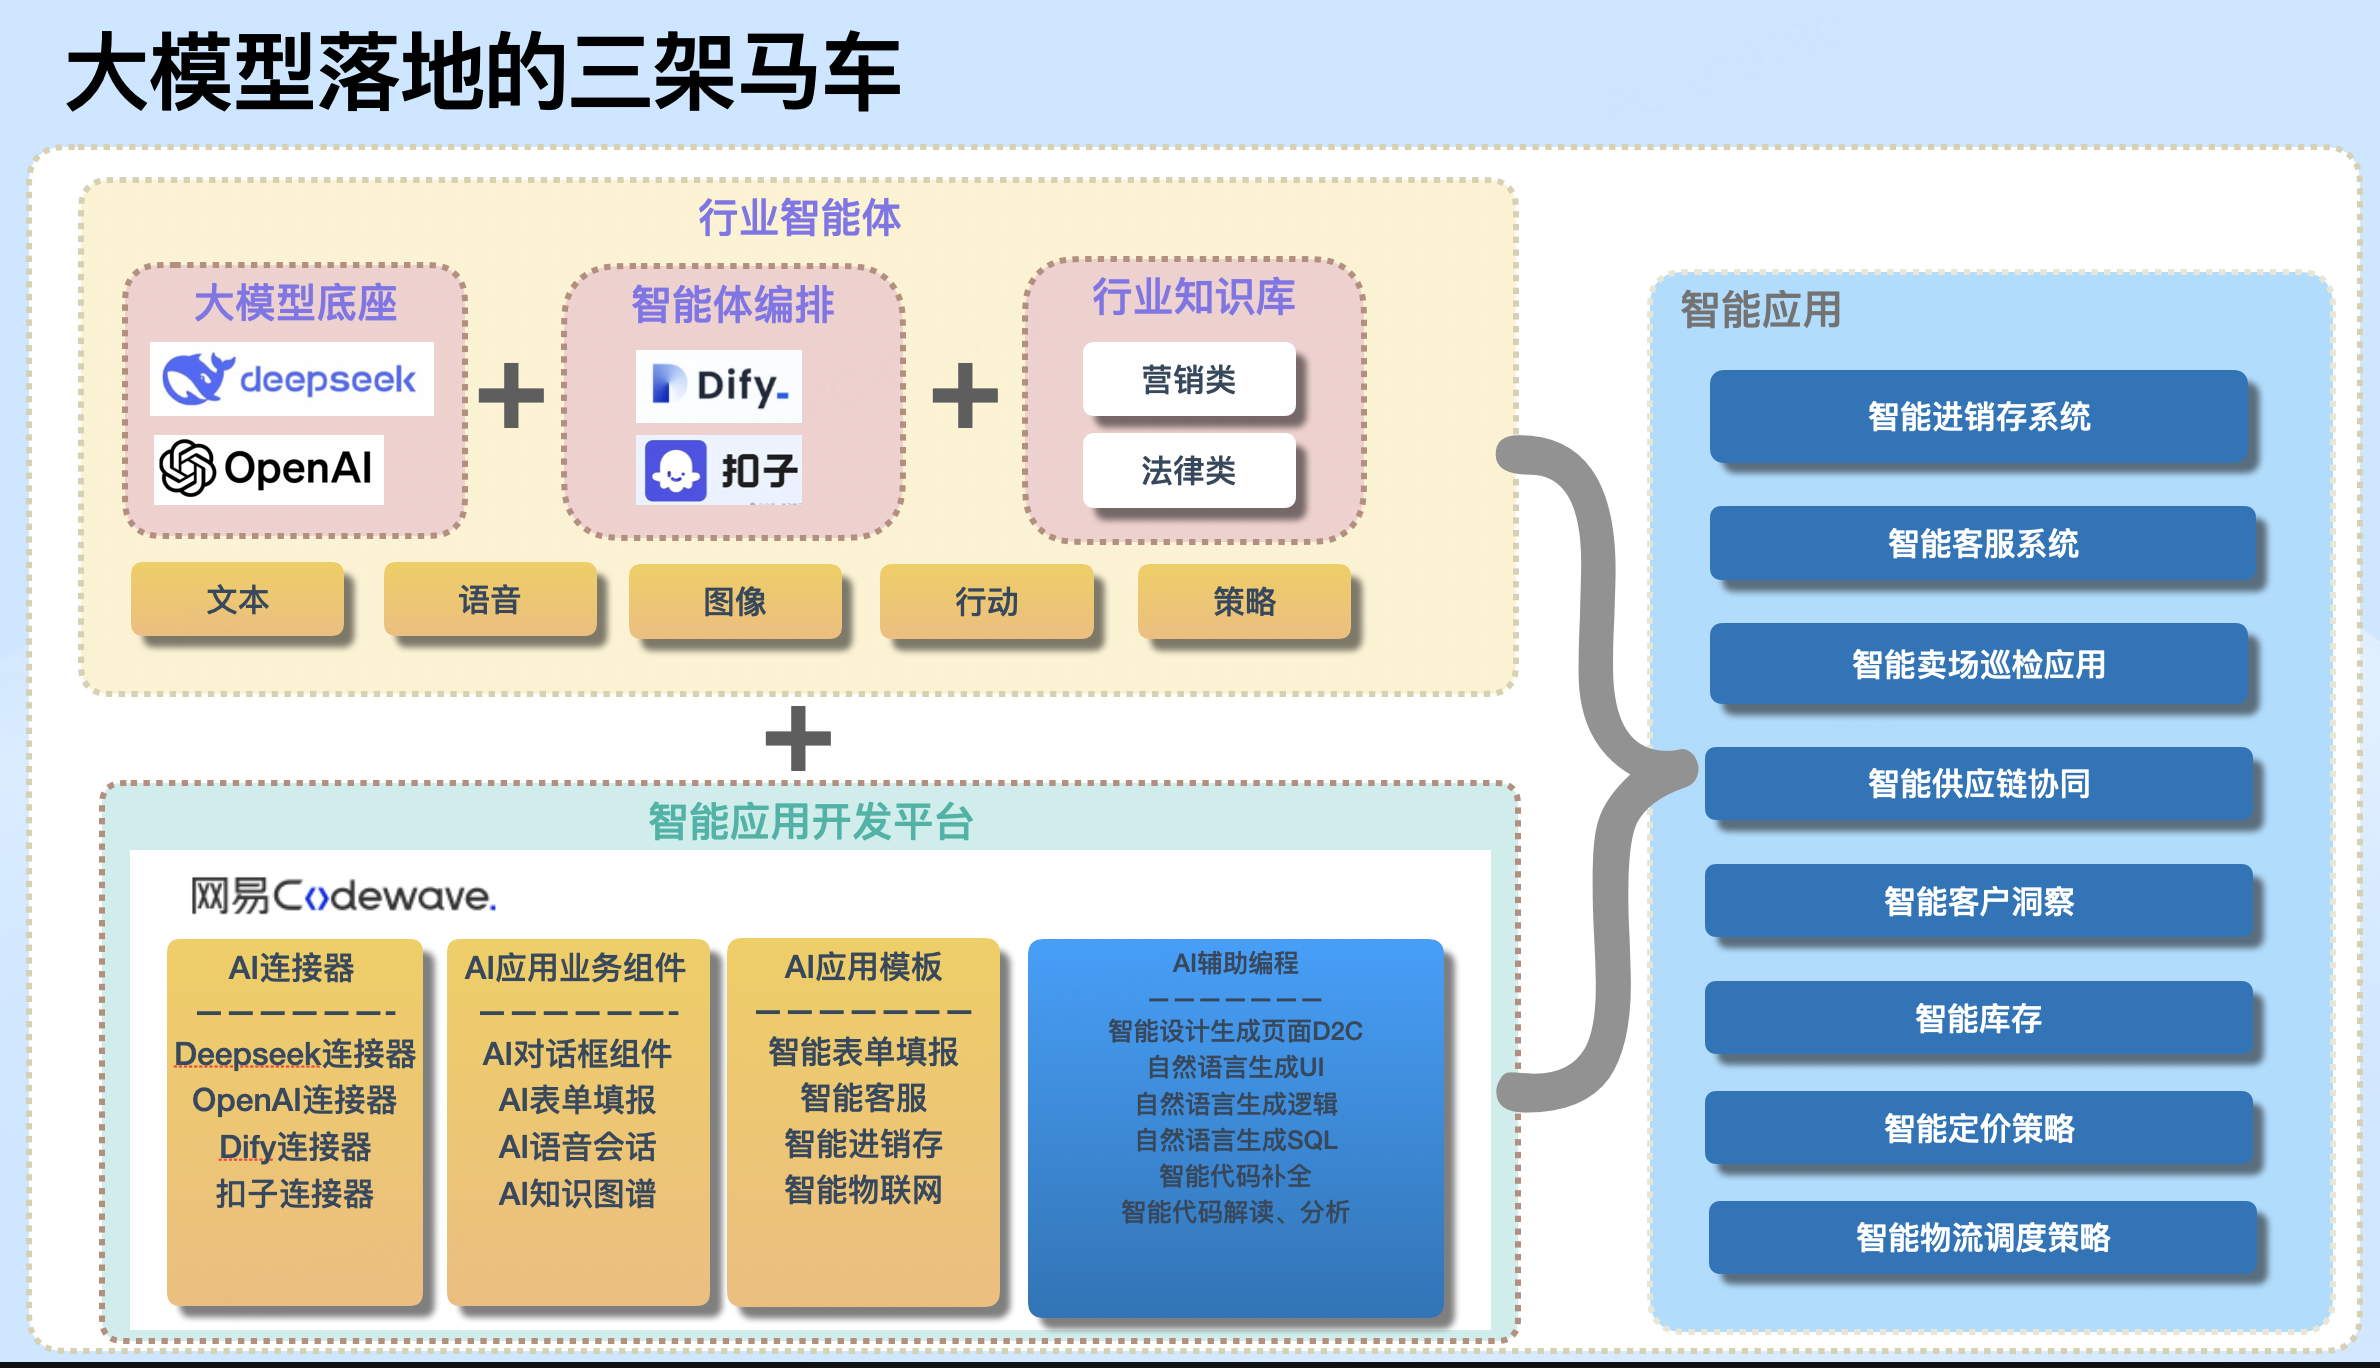 大模型落地的三架马车
行业智能体
大模型底座
deepseek
OpenAI
+
智能体编排
Dify_
扣子
+
行业知识库
营销类
法律类
文本
语音
图像
行动
策略
+
智能应用开发平台
网易Codewave.
AI连接器
——————-
Deepseek连接器
OpenAI连接器
Dify连接器
扣子连接器
AI应用业务组件
——————-
AI对话框组件
AI表单填报
AI语音会话
AI知识图谱
AI应用模板
———————
智能表单填报
智能客服
智能进销存
智能物联网
AI辅助编程
———————
智能设计生成页面D2C
自然语言生成UI
自然语言生成逻辑
自然语言生成SQL
智能代码补全
智能代码解读、分析
智能应用
智能进销存系统
智能客服系统
智能卖场巡检应用
智能供应链协同
智能客户洞察
智能库存
智能定价策略
智能物流调度策略